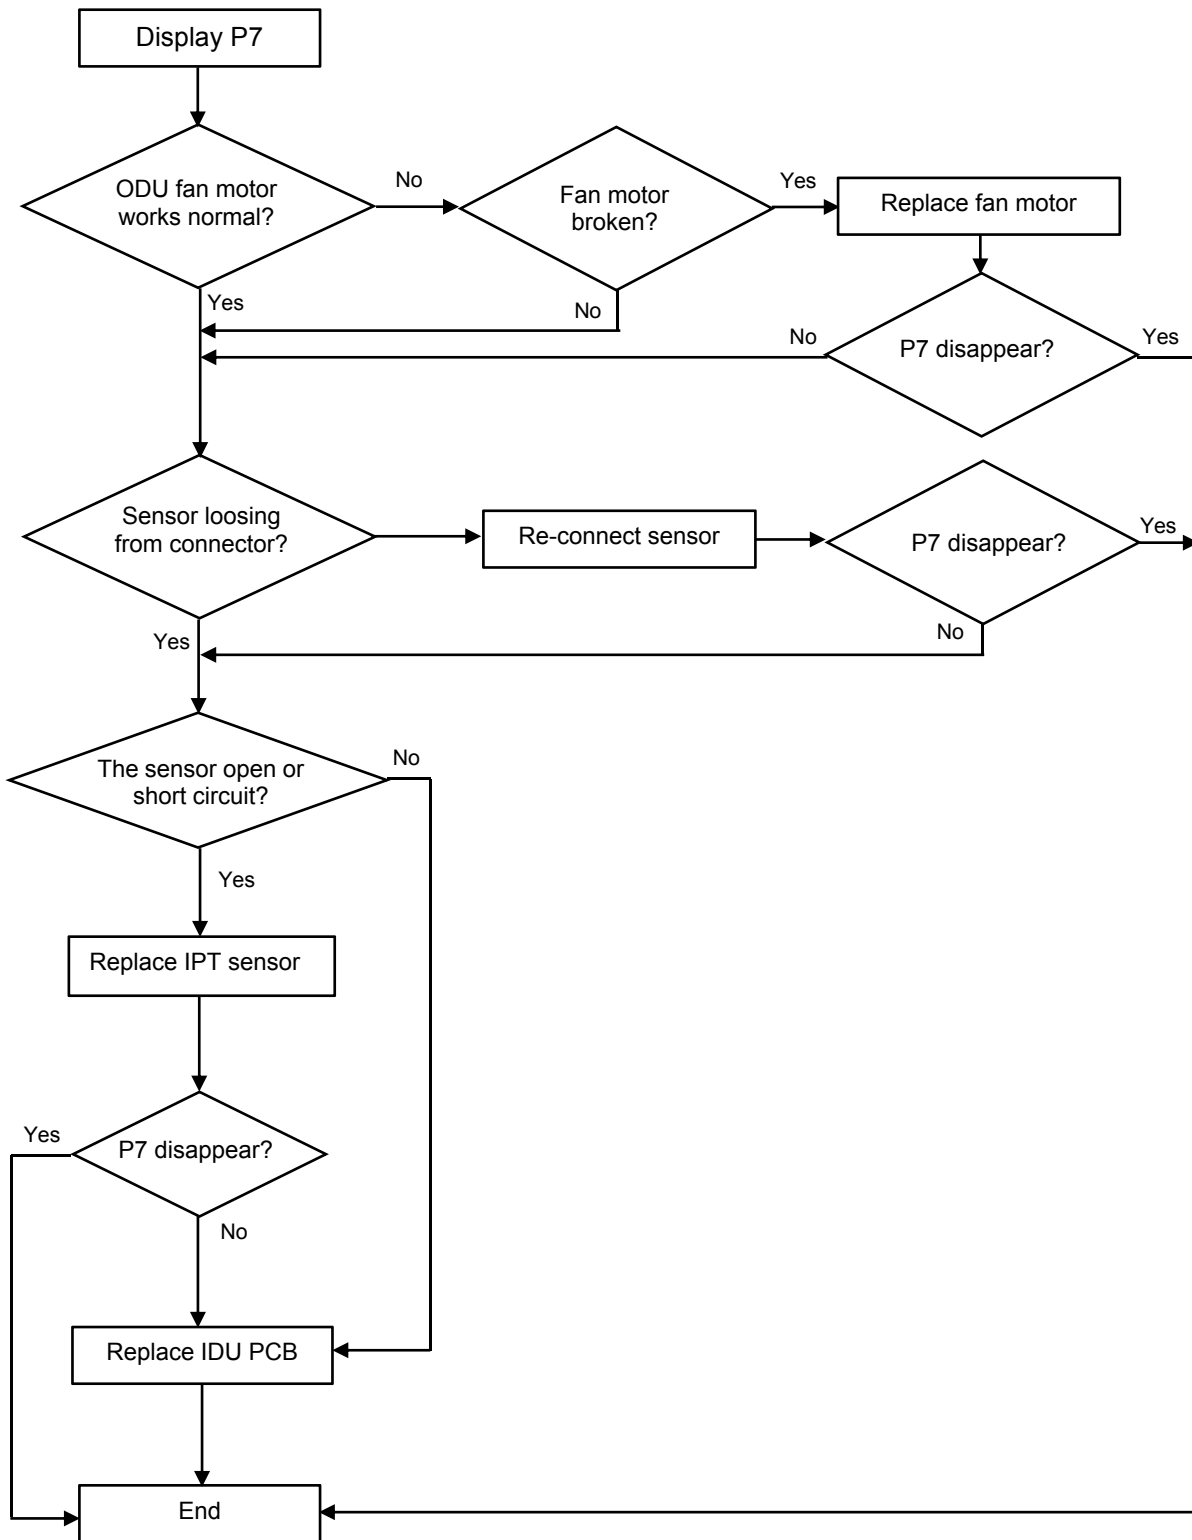 Display P7
ODU fan motor
works normal?
No
Fan motor
broken?
Yes
Replace fan motor
Yes
No
No
P7 disappear?
Yes
Sensor loosing
from connector?
Re-connect sensor
P7 disappear?
Yes
Yes
No
The sensor open or
short circuit?
No
Yes
Replace IPT sensor
Yes
P7 disappear?
No
Replace IDU PCB
End